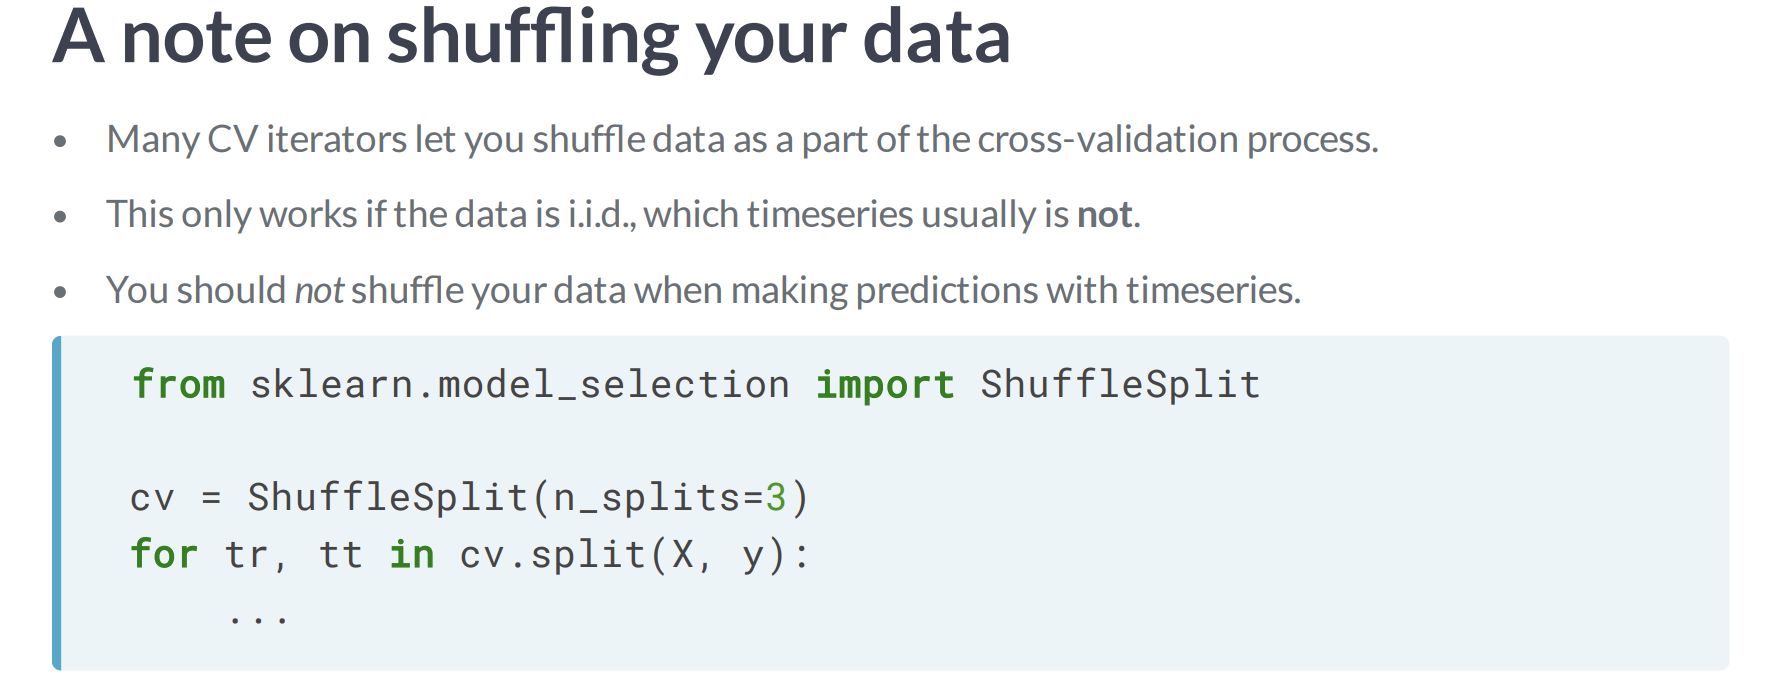 A note on shuffling your data
• Many CV iterators let you shuffle data as a part of the cross-validation process.
• This only works if the data is i.i.d., which timeseries usually is not.
• You should not shuffle your data when making predictions with timeseries.
from sklearn.model_selection import ShuffleSplit
cv = ShuffleSplit(n_splits=3)
for tr, tt in cv.split(X, y):
    ...